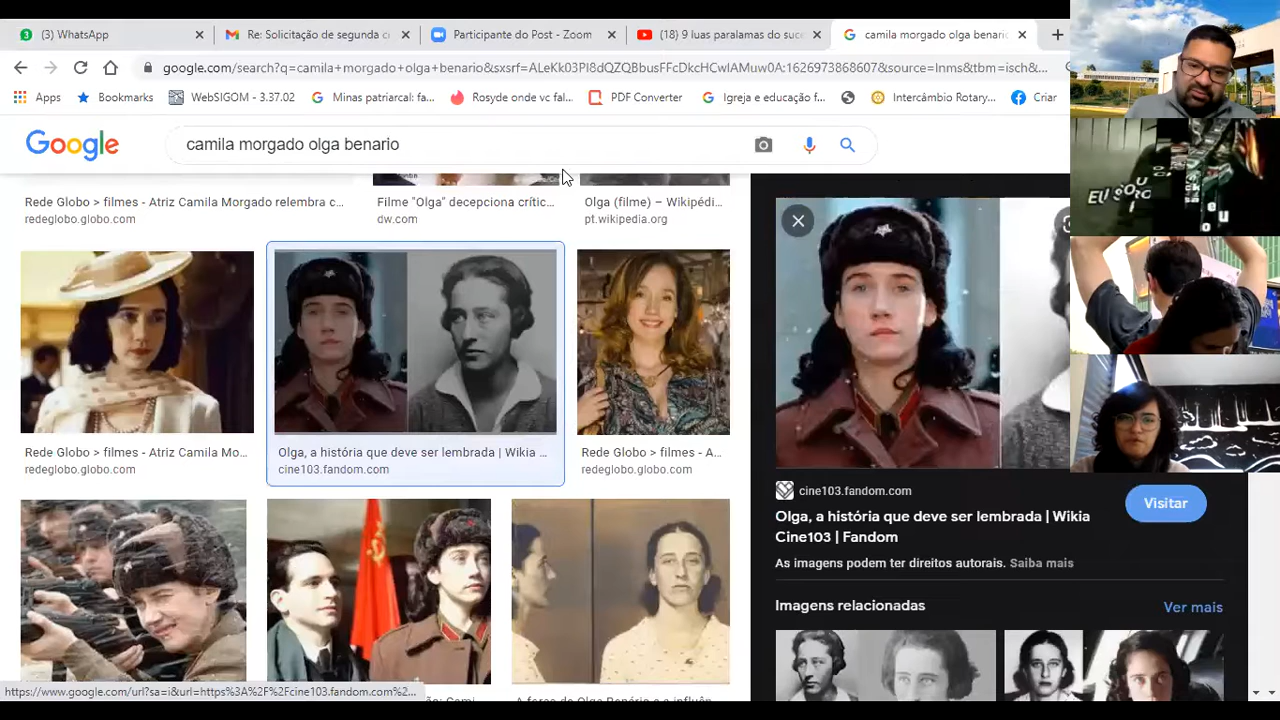 (3) WhatsApp
Re: Solicitação de segunda c
Participante do Post - Zoom
(18) 9 luas paralamas do suce
camila morgado olga benario
google.com/search?q=camila+morgado+olga+benario&sxsrf=ALeKk03PI8dQZQBbusFFcDkHCwIAMuw0A:1626973868607&source=lnms&tbm=isch&...
Apps
Bookmarks
WebSIGOM - 3.37.02
Minas patriarcal: fa...
Rosyde onde tc fal...
PDF Converter
Igreja e educação f...
Intercâmbio Rotary...
Criar
Google
camila morgado olga benario
EU SOU
Rede Globo > filmes - Atriz Camila Morgado relembra c...
redeglobo.globo.com
Filme "Olga" decepciona crític...
dw.com
Olga (filme) – Wikipédi...
pt.wikipedia.org
Rede Globo > filmes - Atriz Camila Mo...
redeglobo.globo.com
Olga, a história que deve ser lembrada | Wikia ...
cine103.fandom.com
Rede Globo > filmes - A...
redeglobo.globo.com
cine103.fandom.com
Visitar
Olga, a história que deve ser lembrada | Wikia
Cine103 | Fandom
As imagens podem ter direitos autorais. Saiba mais
Imagens relacionadas
Ver mais
https://www.google.com/url?sa=i&url=https%3A%2F%2Fcine103.fandom.com%2...